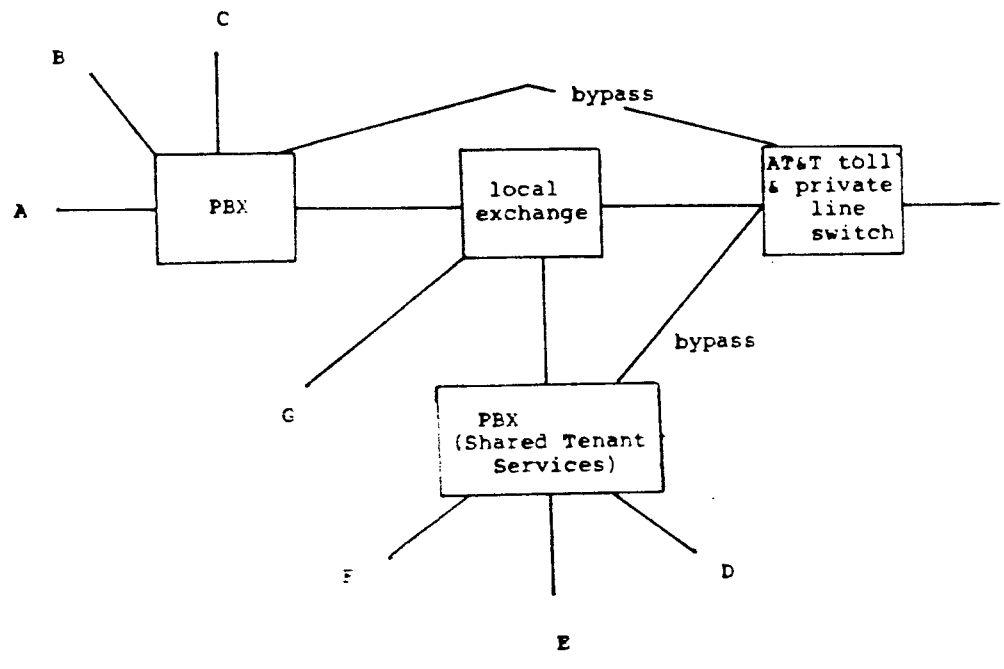 C
B
bypass
A
PBX
local
exchange
AT&T toll
& private
line
switch
bypass
G
PBX
(Shared Tenant
Services)
F
D
E